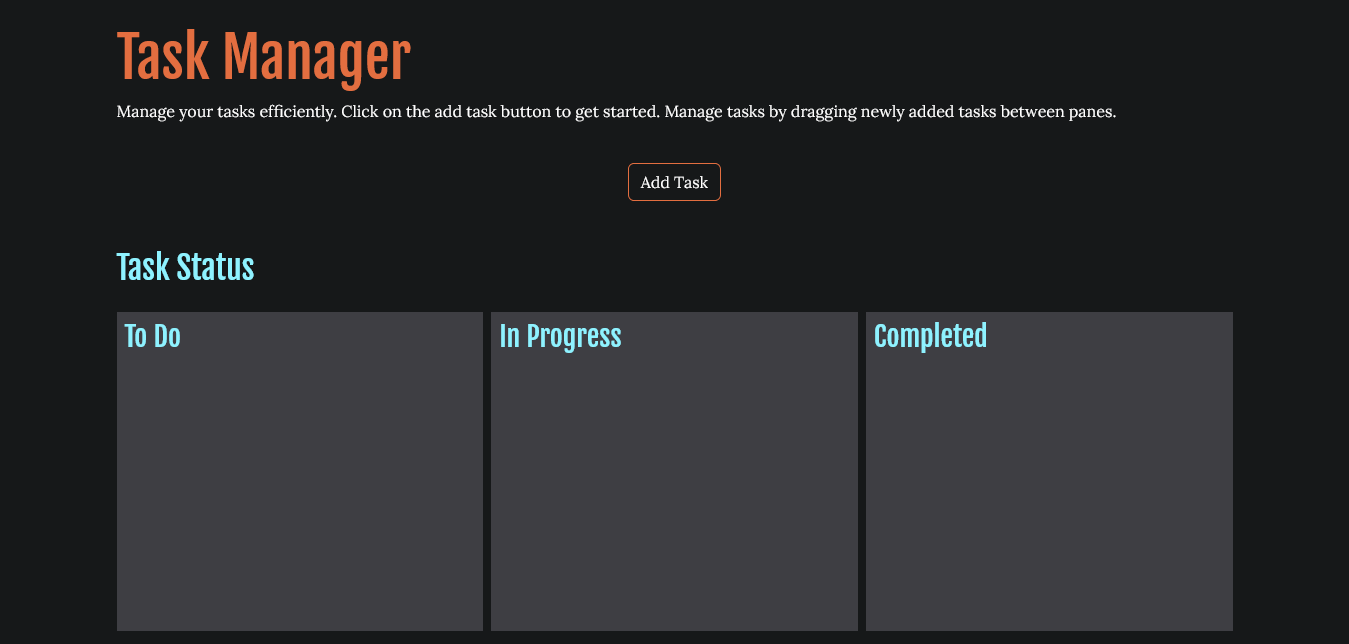 Task Manager
Manage your tasks efficiently. Click on the add task button to get started. Manage tasks by dragging newly added tasks between panes.
Add Task
Task Status
To Do
In Progress
Completed